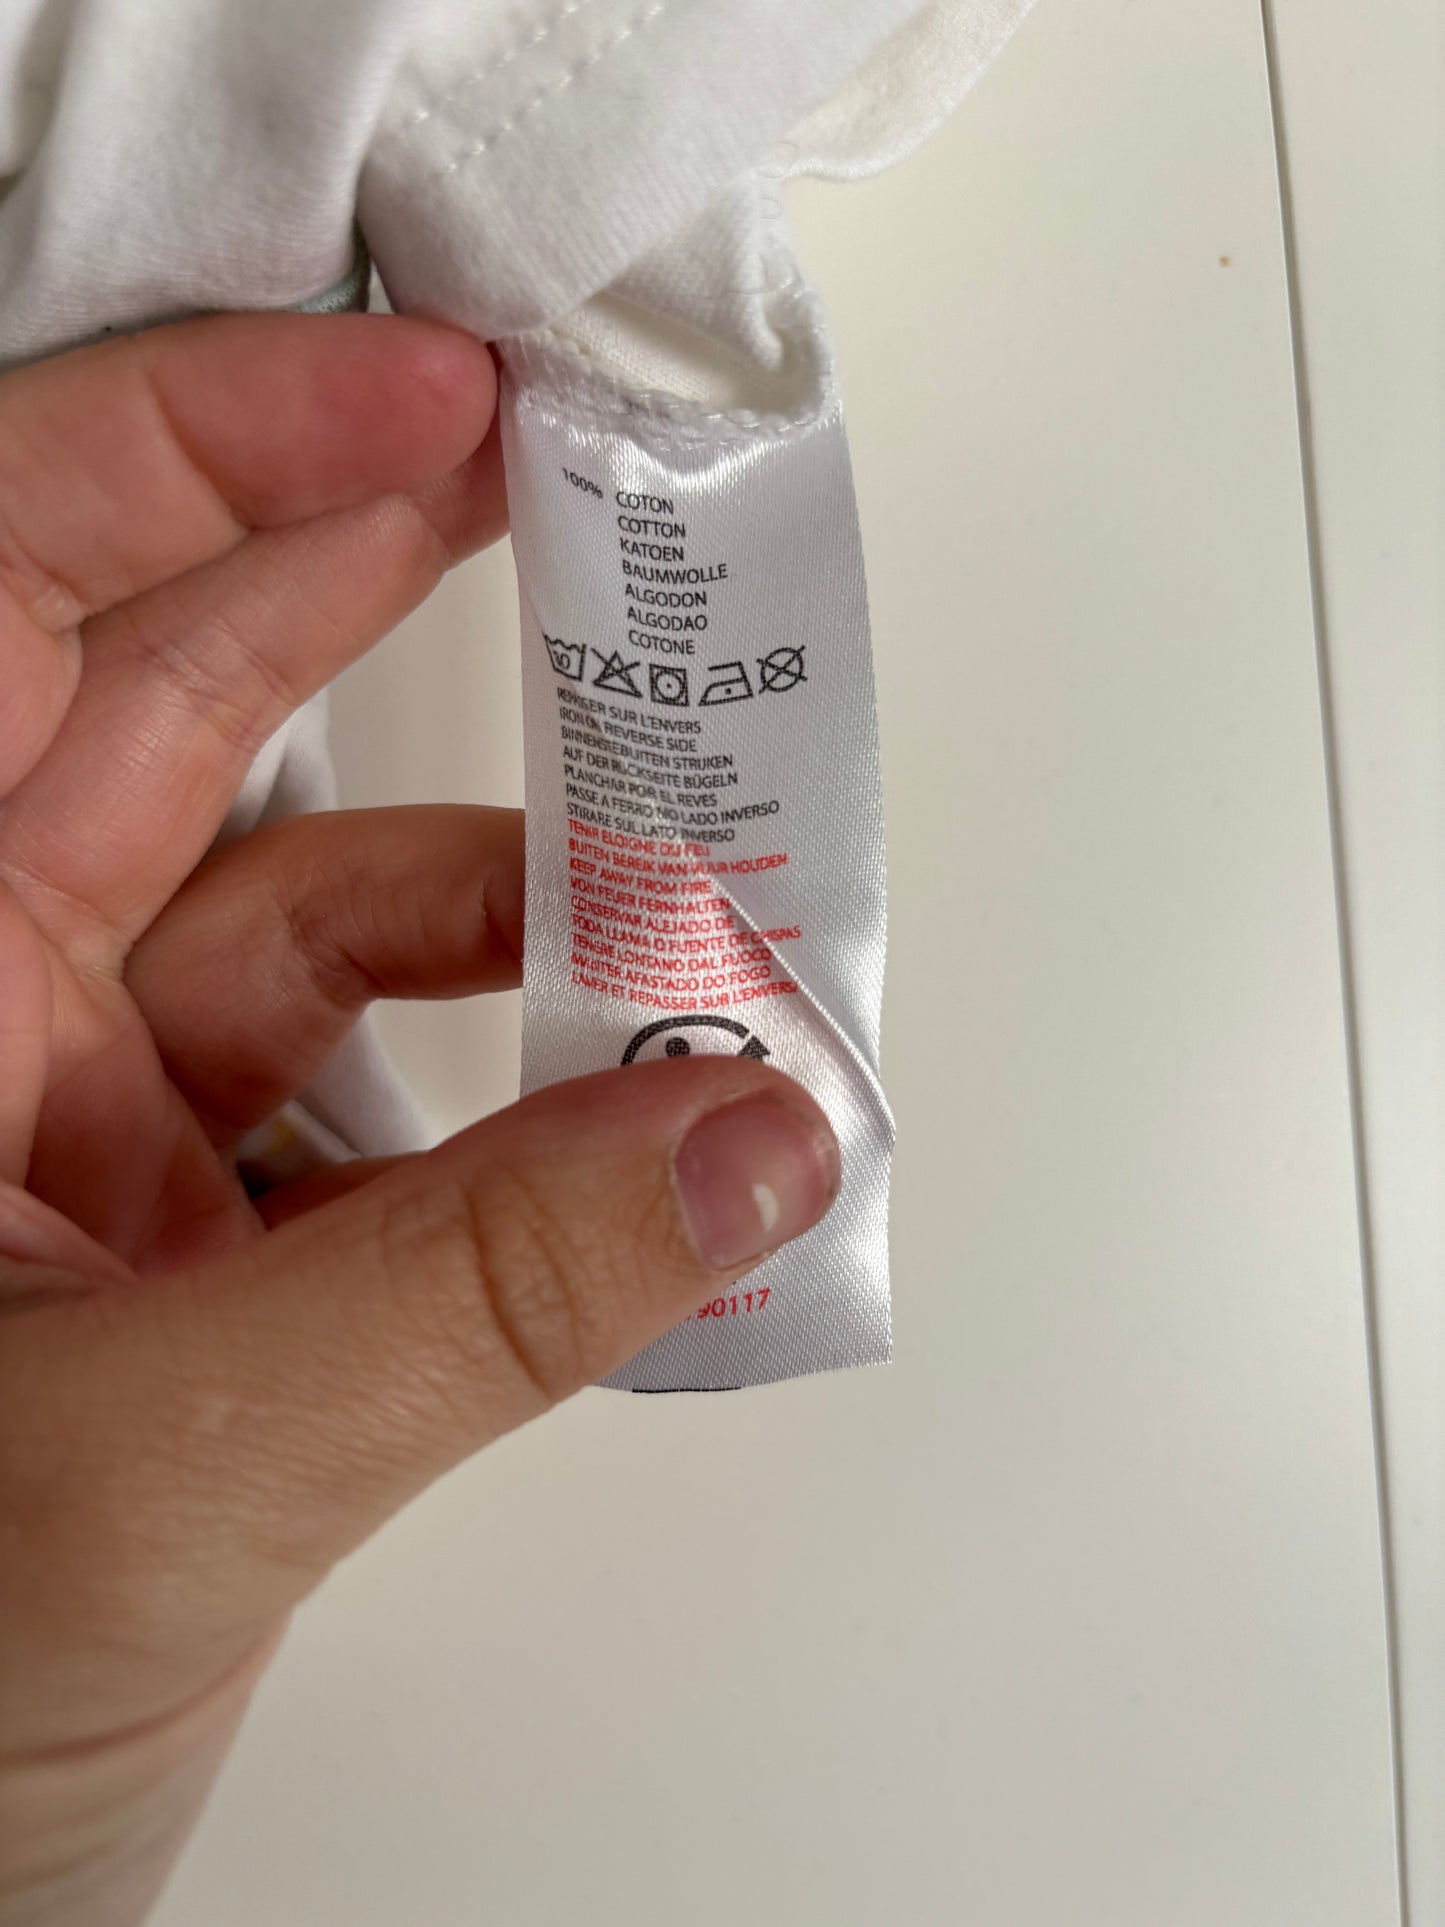 100% COTON
COTTON
KATOEN
BAUMWOLLE
ALGODON
ALGODAO
COTONE
REPASSER SUR L'ENVERS
IRON ON REVERSE SIDE
BINNENSTEBUITEN STRIJKEN
AUF DER RÜCKSEITE BÜGELN
PLANCHAR POR EL REVES
PASSE A FERRO NO LADO INVERSO
STIRARE SUL LATO INVERSO
TENIR ELOIGNE DU FEU
BUITEN BEREIK VAN VUUR HOUDEN
KEEP AWAY FROM FIRE
VON FEUER FERNHALTEN
CONSERVAR ALEJADO DE
TODA LLAMA O FUENTE DE CHISPAS
TENERE LONTANO DAL FUOCO
MANTER AFASTADO DO FOGO
LAVER ET REPASSER SUR L'ENVERS
90117